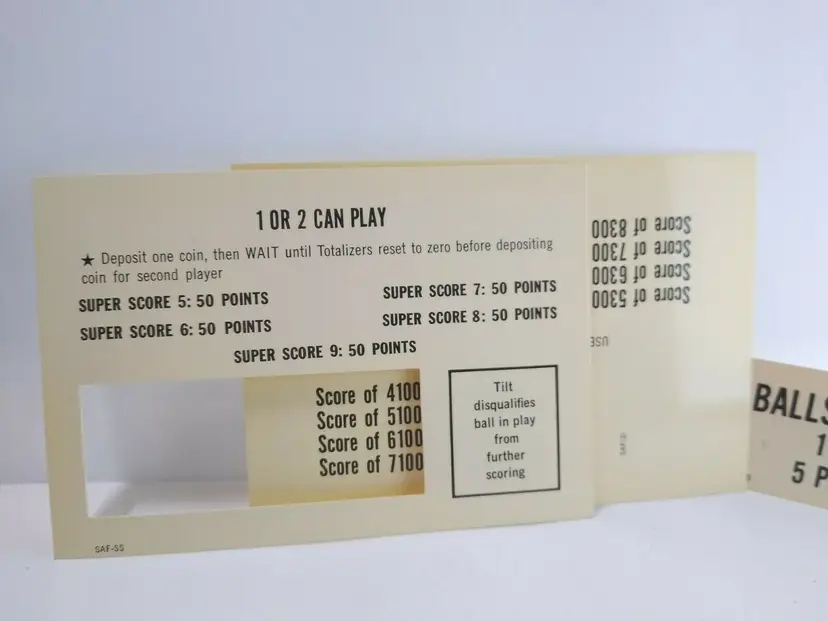 1 OR 2 CAN PLAY
★ Deposit one coin, then WAIT until Totalizers reset to zero before depositing
coin for second player
SUPER SCORE 5: 50 POINTS
SUPER SCORE 7: 50 POINTS
SUPER SCORE 6: 50 POINTS
SUPER SCORE 8: 50 POINTS
SUPER SCORE 9: 50 POINTS
Score of 4100
Score of 5100
Score of 6100
Score of 7100
Tilt
disqualifies
ball in play
from
further
scoring
SAF-55
Score of 5300
Score of 6300
Score of 7300
Score of 8300
USE
BALLS
1
5 P